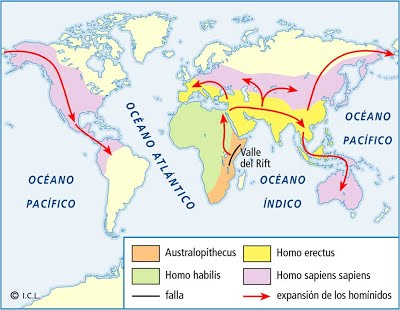 OCÉANO ATLÁNTICO
OCÉANO
PACÍFICO
Valle
del Rift
OCÉANO
PACÍFICO
OCÉANO
ÍNDICO
Australopithecus
Homo erectus
Homo habilis
Homo sapiens sapiens
falla
expansión de los homínidos
© I.C.L.